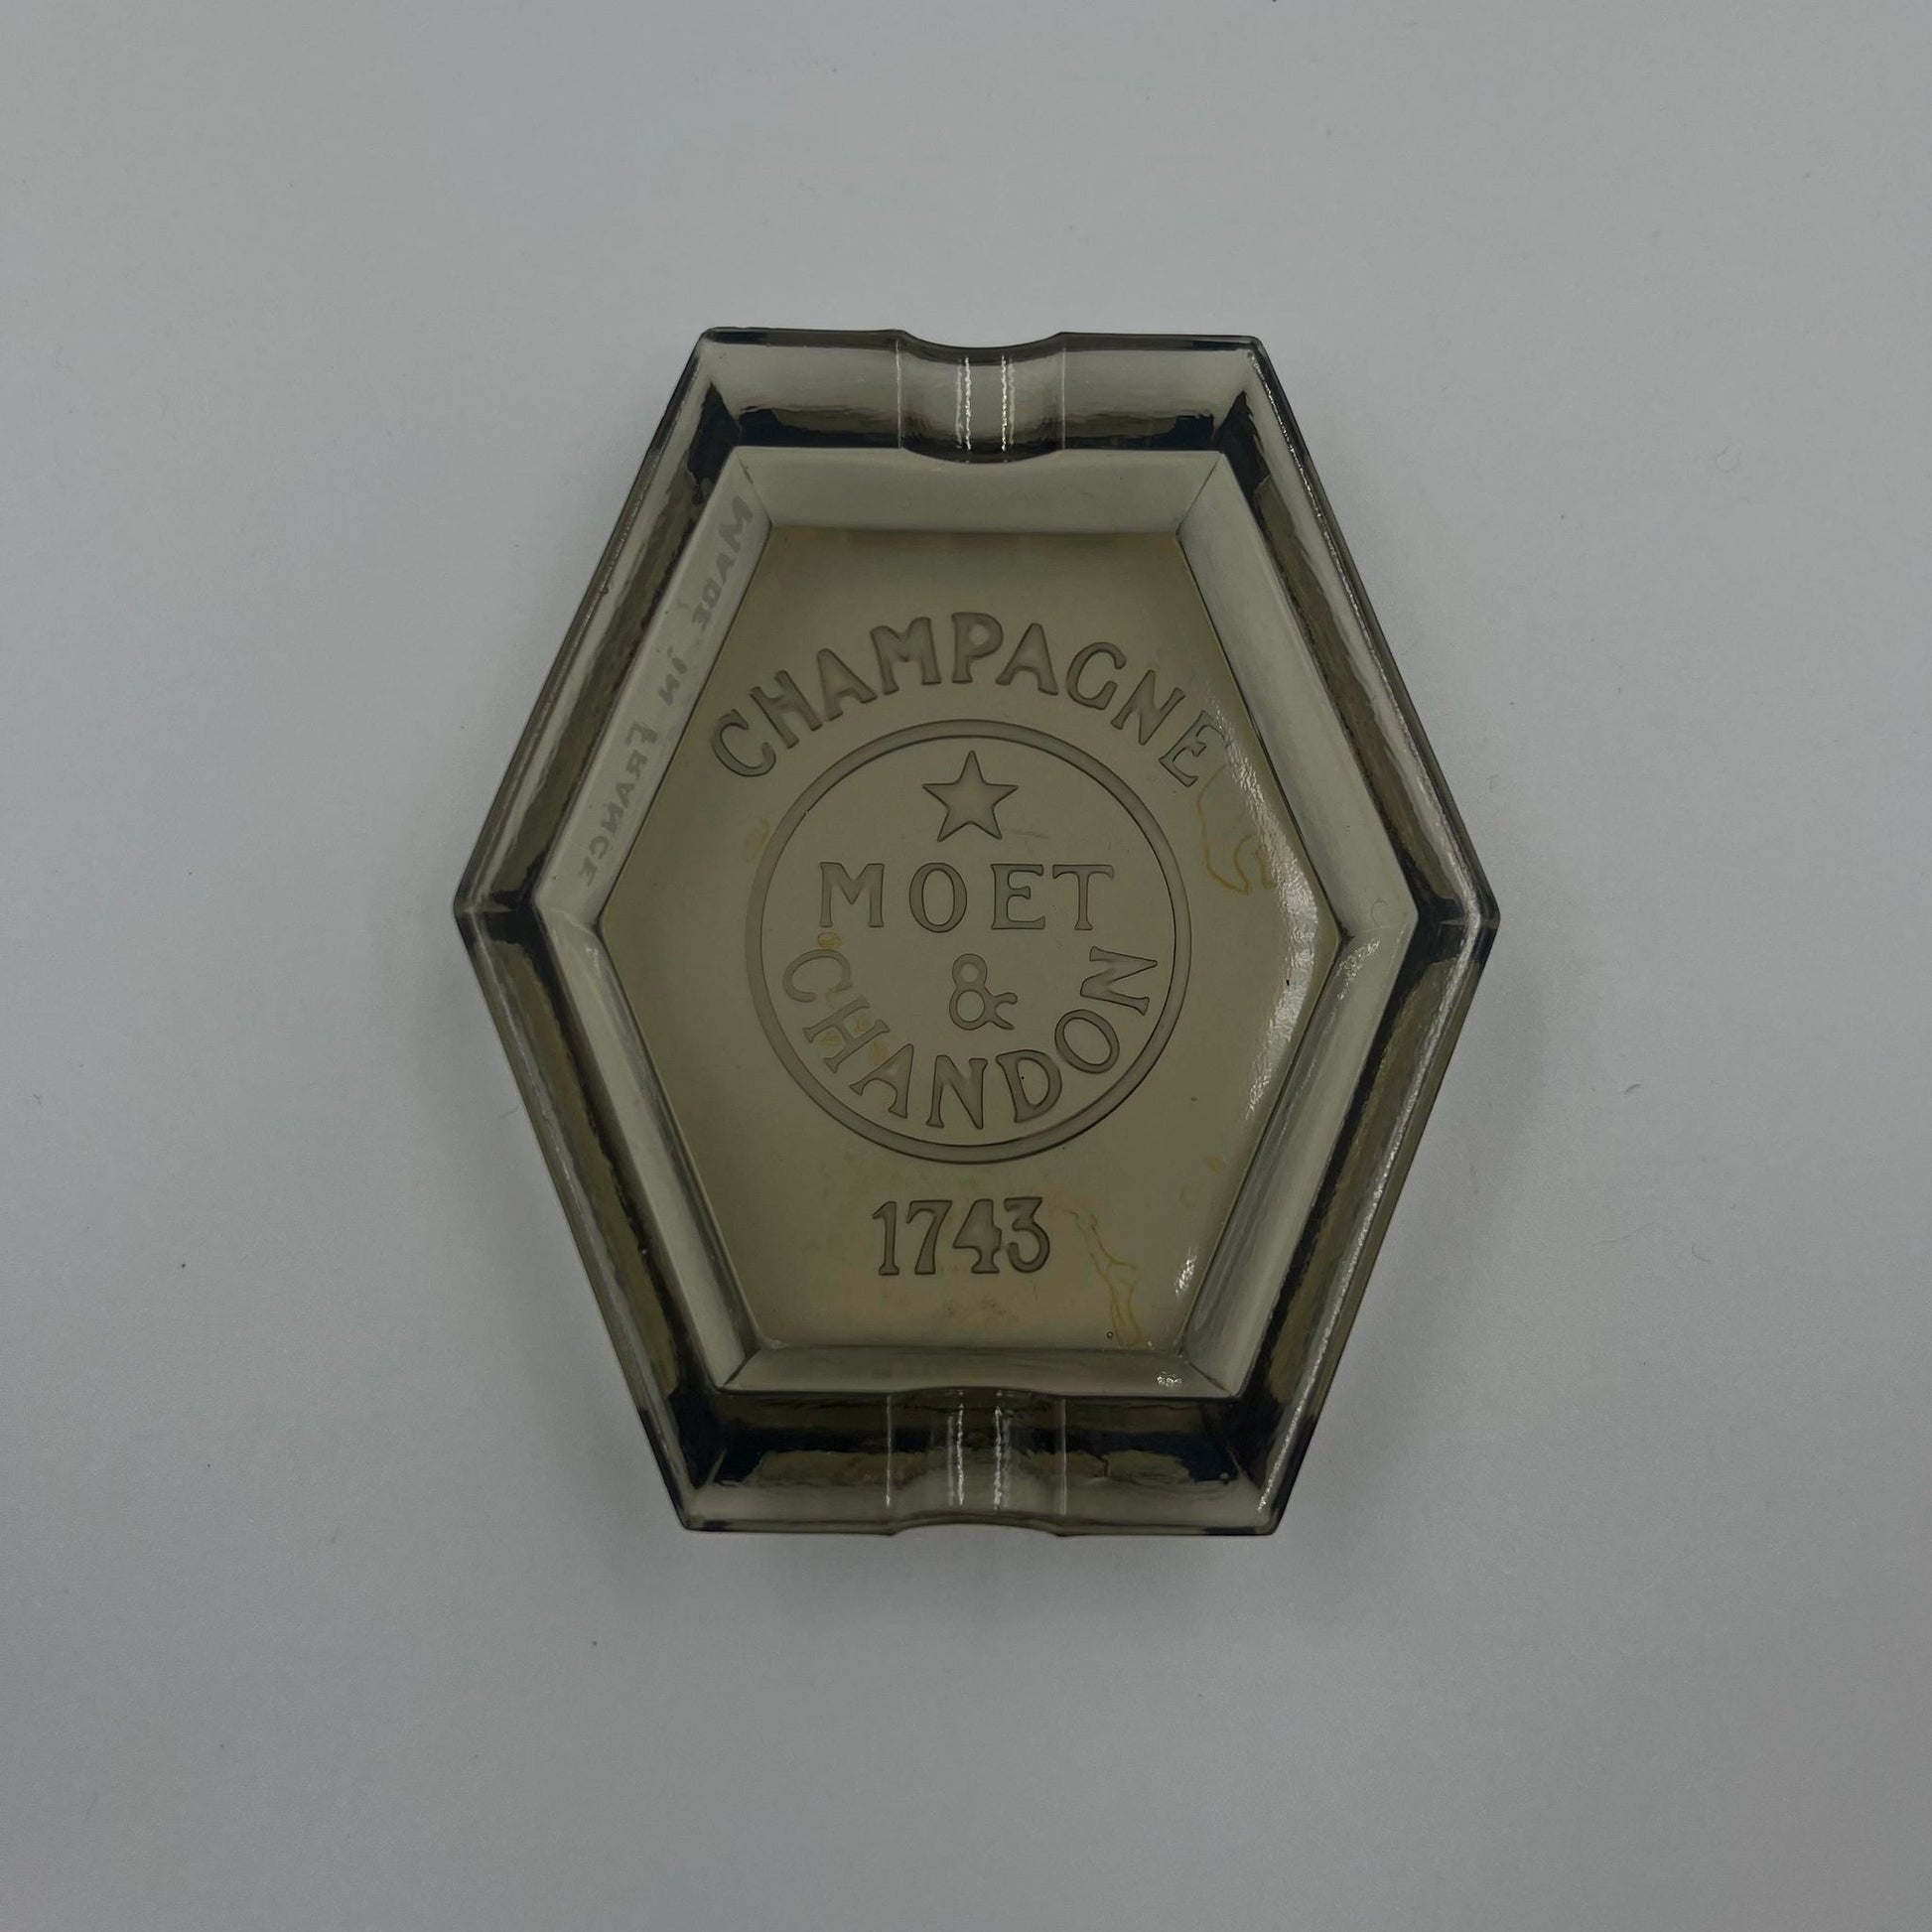 CHAMPAGNE
MOET
&
CHANDON
1743
MADE IN FRANCE